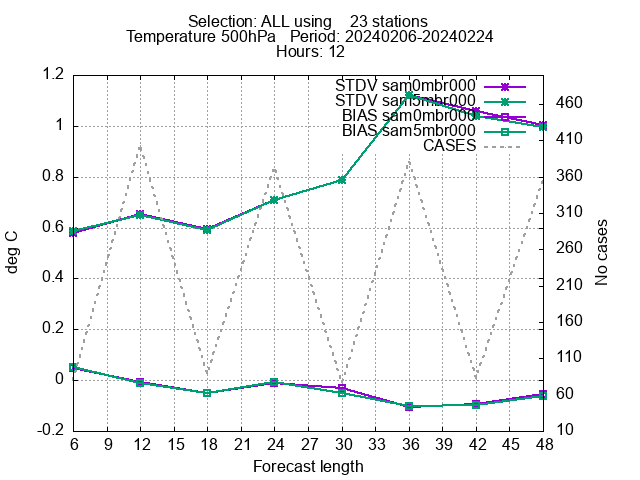 Selection: ALL using 23 stations
Temperature 500hPa Period: 20240206-20240224
Hours: 12
STDV sam0mbr000
STDV sam5mbr000
BIAS sam0mbr000
BIAS sam5mbr000
CASES
deg C
1.2
1
0.8
0.6
0.4
0.2
0
-0.2
460
410
360
310
260
210
160
110
60
10
No cases
6 9 12 15 18 21 24 27 30 33 36 39 42 45 48
Forecast length